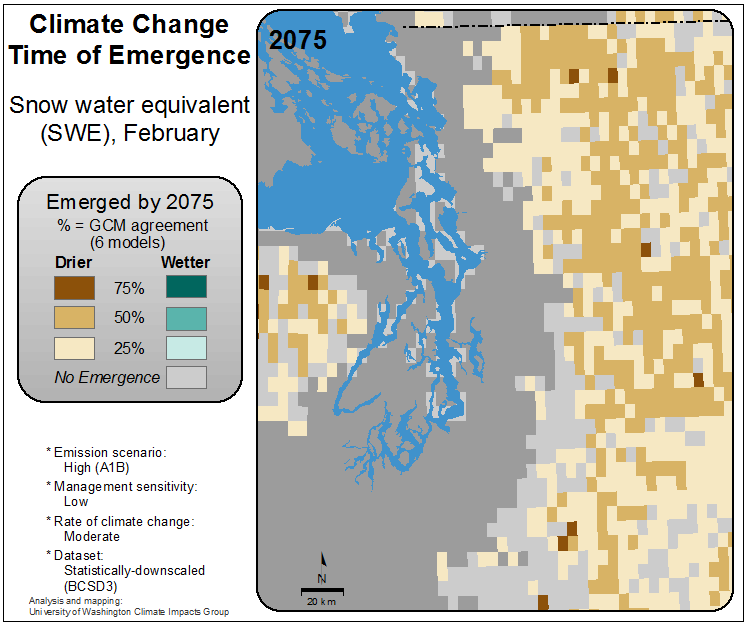 Climate Change
Time of Emergence
Snow water equivalent
(SWE), February
Emerged by 2075
% = GCM agreement
(6 models)
Drier Wetter
75%
50%
25%
No Emergence
* Emission scenario:
High (A1B)
* Management sensitivity:
Low
* Rate of climate change:
Moderate
* Dataset:
Statistically-downscaled
(BCSD3)
Analysis and mapping:
University of Washington Climate Impacts Group
2075
N
20 km